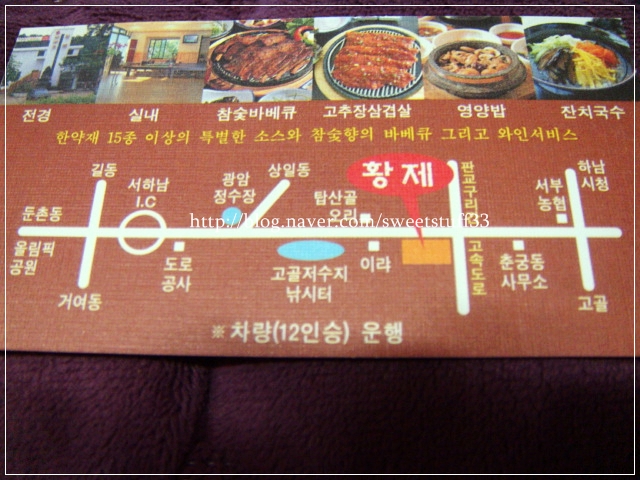 전경 실내 참숯바베큐 고추장삼겹살 영양밥 잔치국수
한약재 15종 이상의 특별한 소스와 참숯향의 바베큐 그리고 와인서비스
길동
서하남
I.C
광암
정수장
상일동
탑산골
오리
황제
판교구리
고속도로
서부
농협
하남
시청
둔촌동
올림픽
공원
거여동
도로
공사
고골저수지
낚시터
이랴
춘궁동
사무소
고골
http://blog.naver.com/sweetstuff33
※ 차량(12인승) 운행